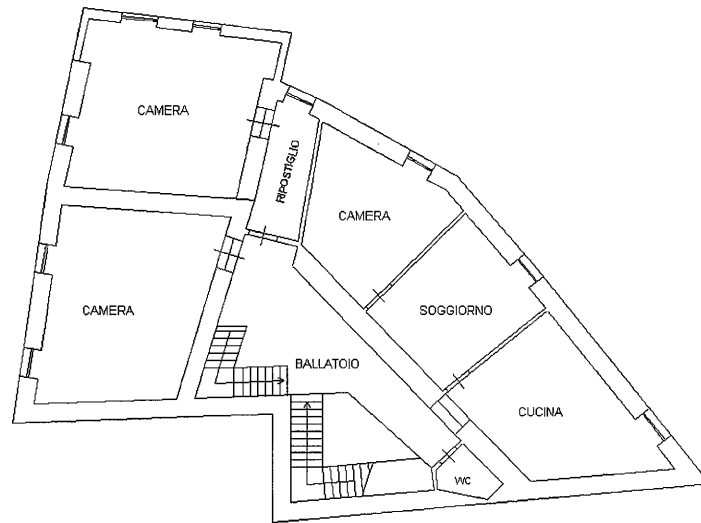 CAMERA
RIPOSTIGLIO
CAMERA
CAMERA
SOGGIORNO
BALLATOIO
CUCINA
WC